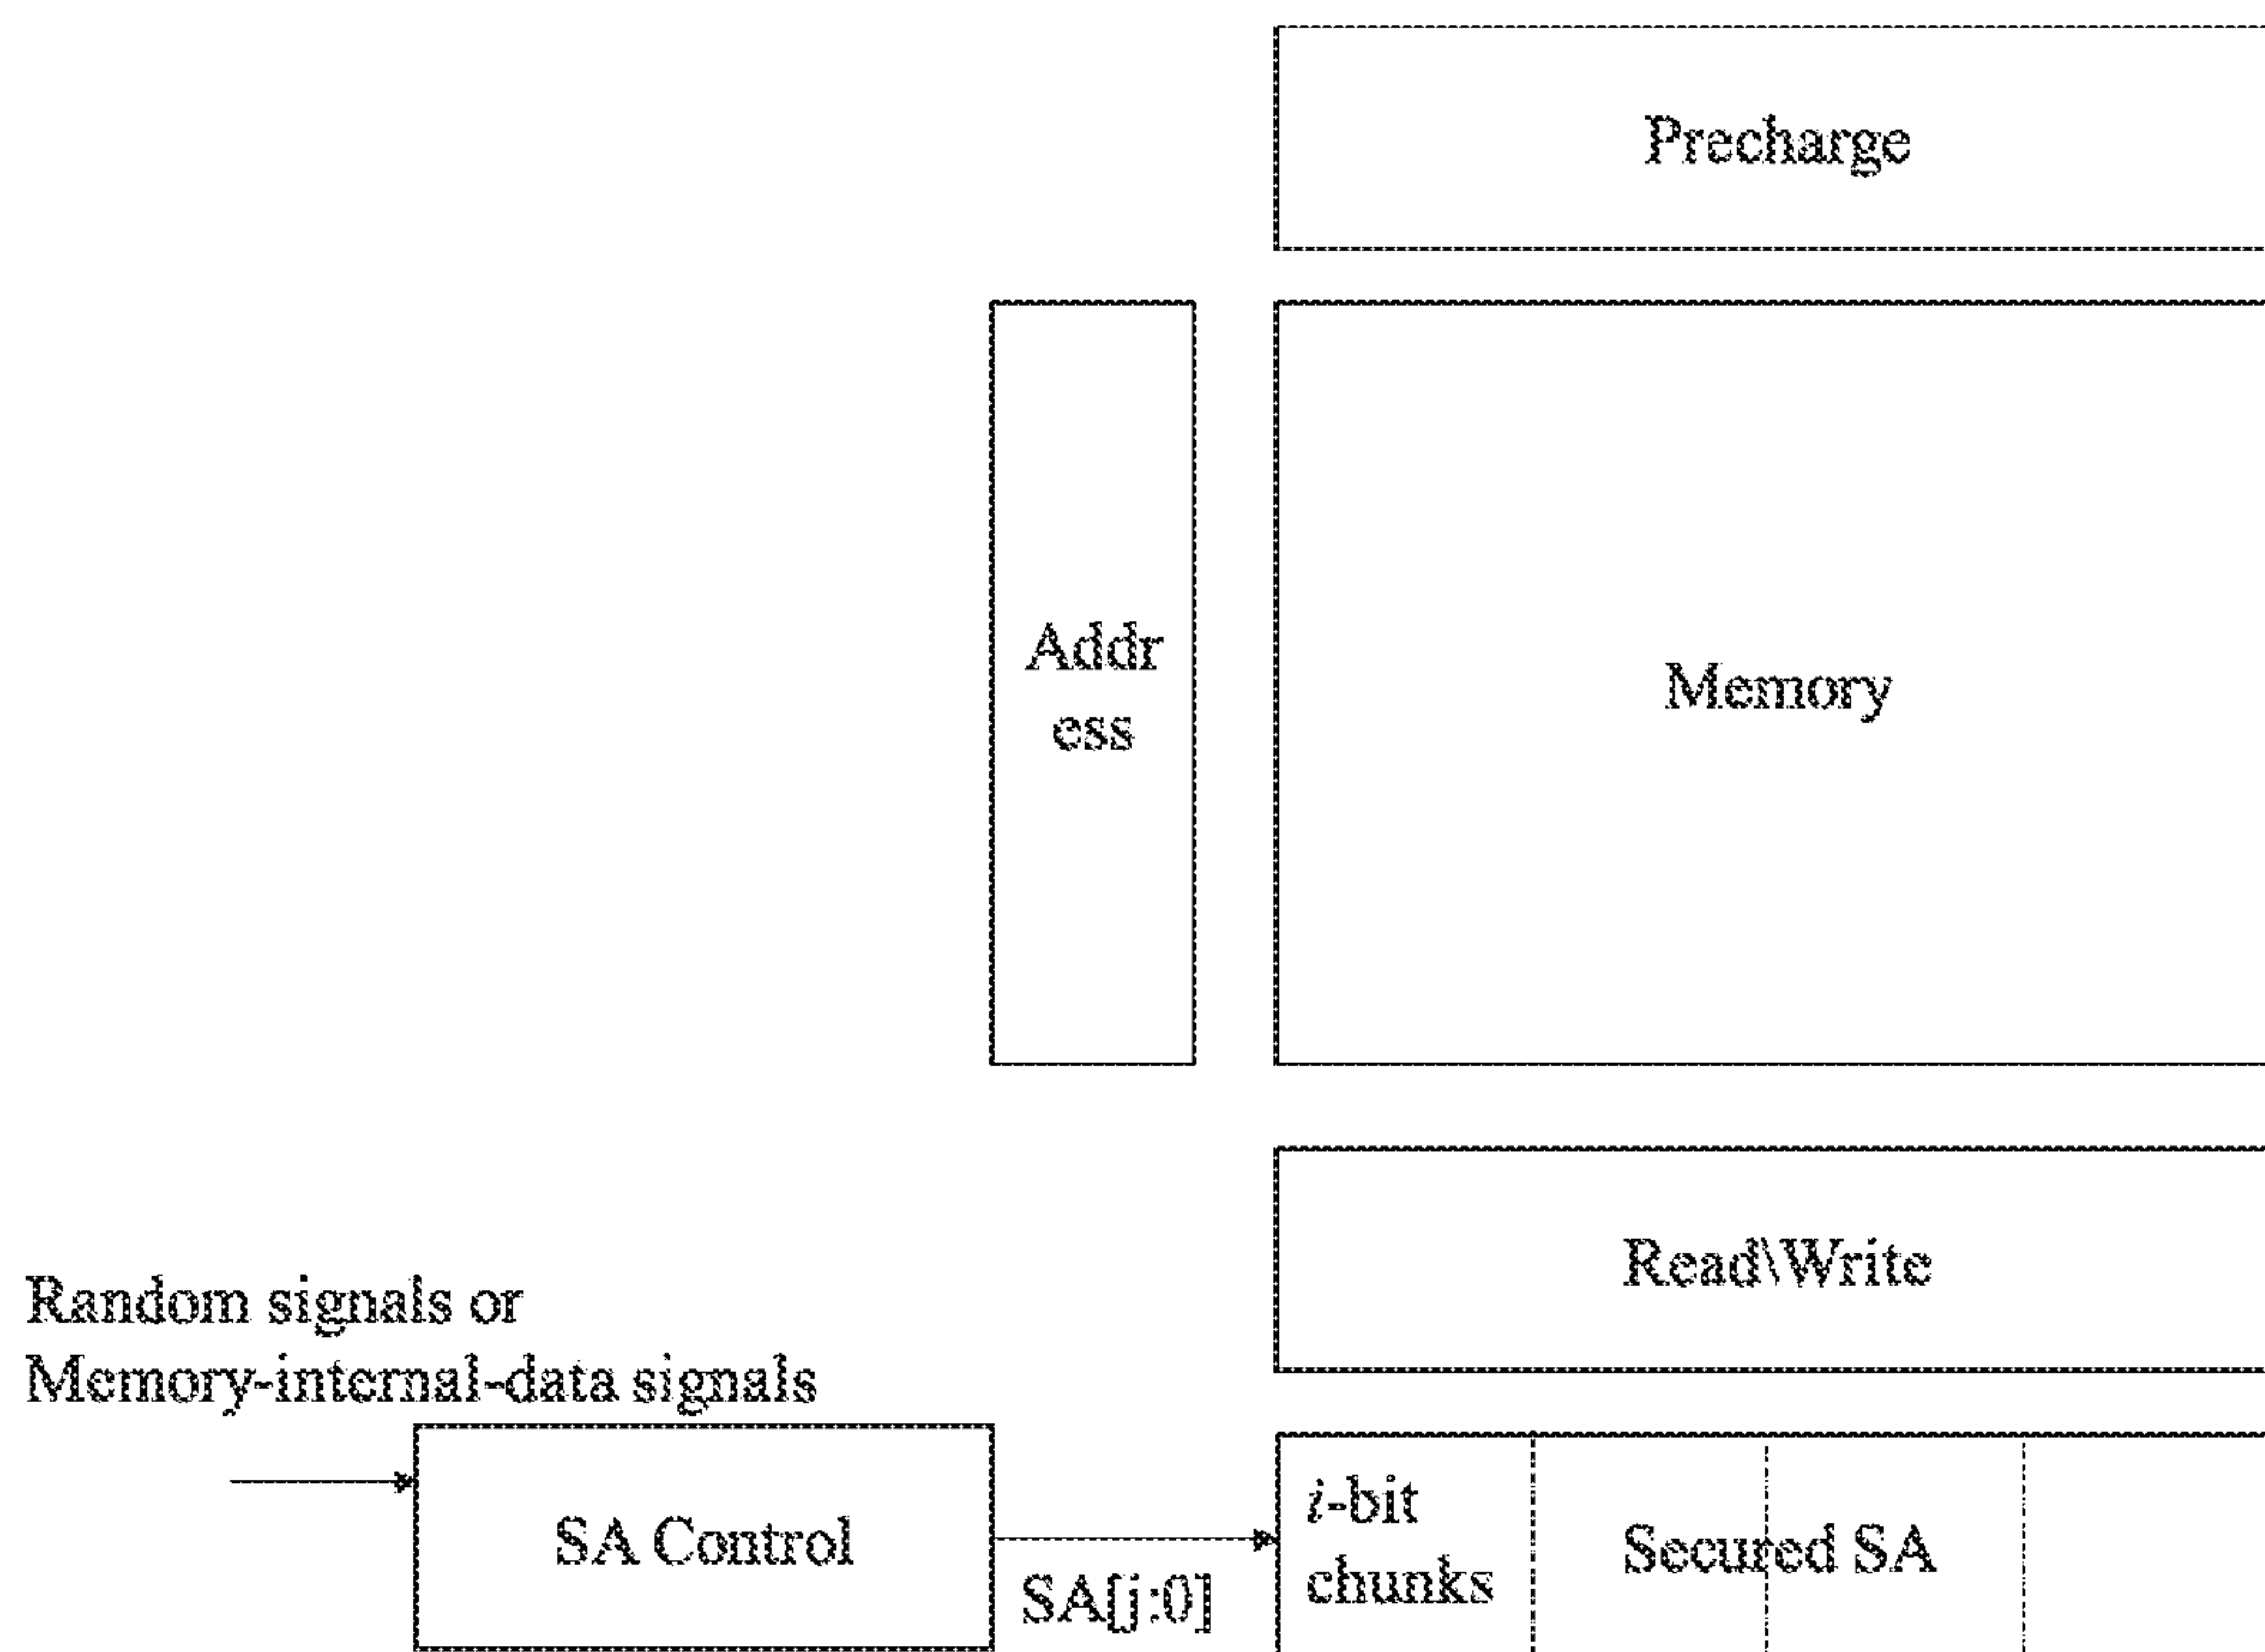 Precharge
Addr
ess
Memory
Read\Write
Random signals or
Memory-internal-data signals
SA Control
SA[j:0]
i-bit
chunks
Secured SA